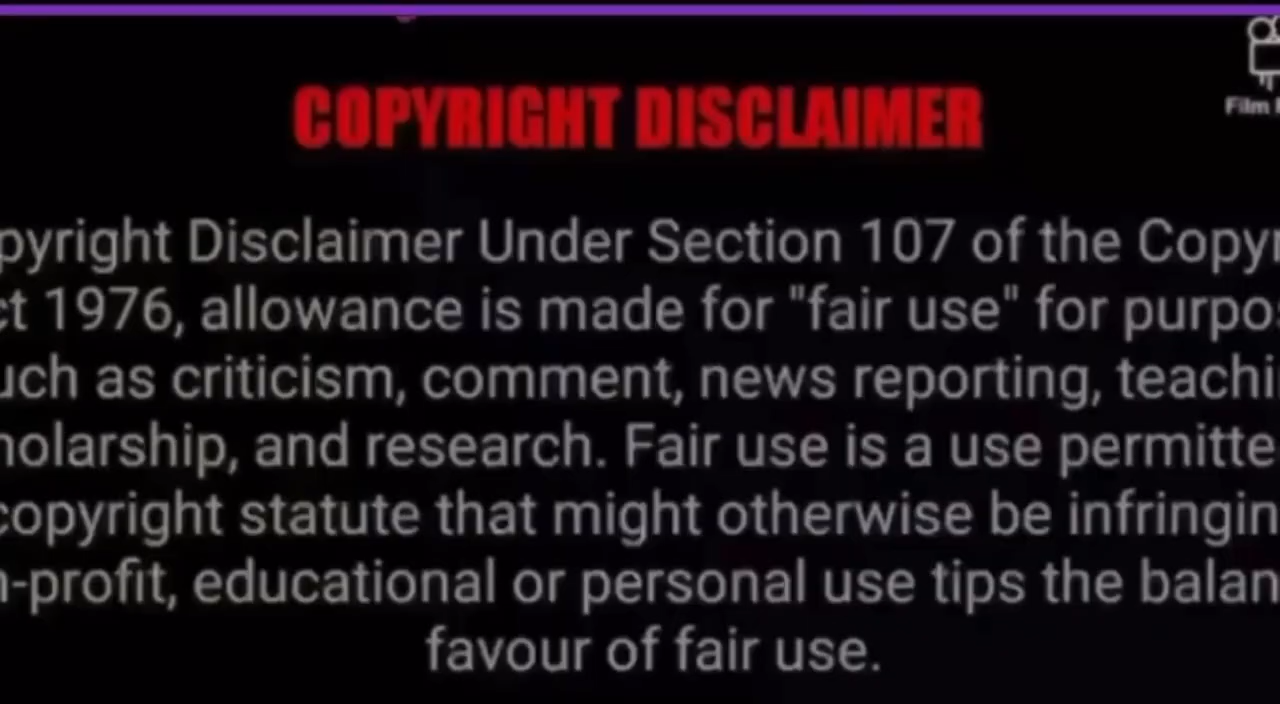 Film
COPYRIGHT DISCLAIMER
pyright Disclaimer Under Section 107 of the Copyr
ct 1976, allowance is made for "fair use" for purpo
uch as criticism, comment, news reporting, teachi
holarship, and research. Fair use is a use permitte
copyright statute that might otherwise be infringin
n-profit, educational or personal use tips the balan
favour of fair use.